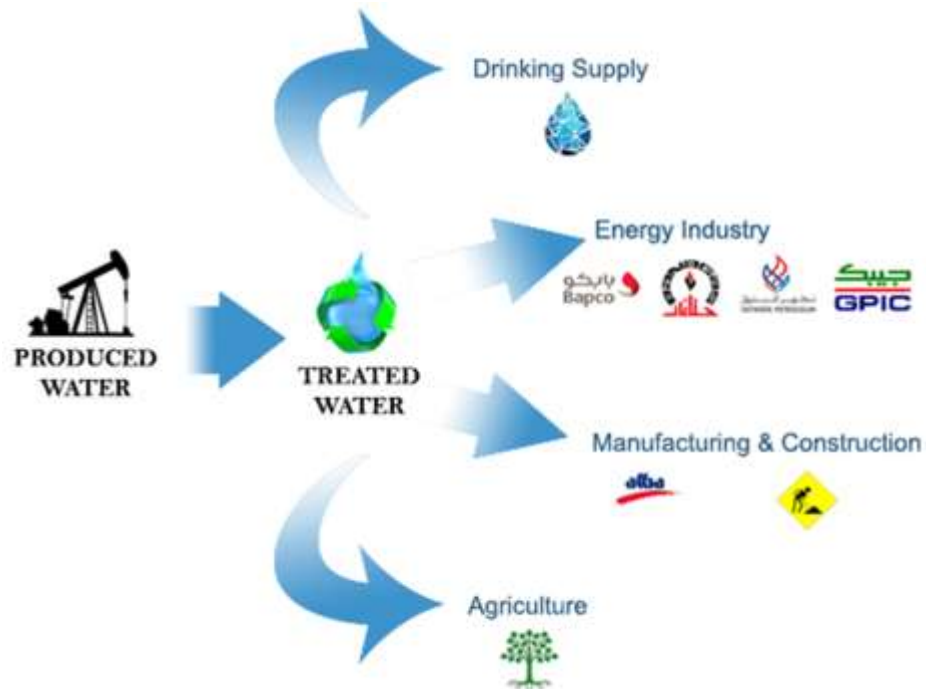 Drinking Supply
Energy Industry
بابكو
Bapco
جيبك
GPIC
PRODUCED
WATER
TREATED
WATER
Manufacturing & Construction
alba
Agriculture